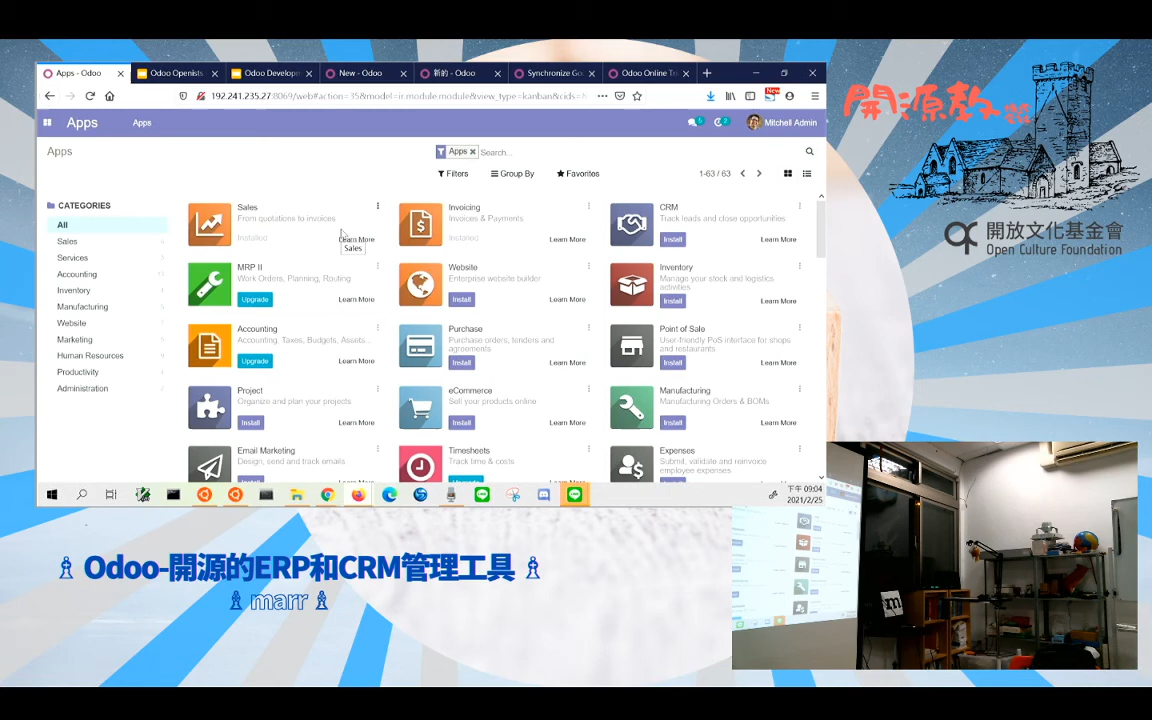 Apps - Odoo
Odoo Openists
Odoo Develop
New - Odoo
新的 - Odoo
Synchronize Go
Odoo Online Tr
192.241.235.27:8069/web#action=35&model=ir.module.module&view_type=kanban&cids=
New
Apps
Apps
5
2
Mitchell Admin
Apps
Apps
Search...
Filters
Group By
Favorites
1-63 / 63
CATEGORIES
All
Sales
Services
Accounting
Inventory
Manufacturing
Website
Marketing
Human Resources
Productivity
Administration
Sales
From quotations to invoices
Installed
Learn More
Sales
Invoicing
Invoices & Payments
Installed
Learn More
CRM
Track leads and close opportunities
Install
Learn More
MRP II
Work Orders, Planning, Routing
Upgrade
Learn More
Website
Enterprise website builder
Install
Learn More
Inventory
Manage your stock and logistics
activities
Install
Learn More
Accounting
Accounting, Taxes, Budgets, Assets...
Upgrade
Learn More
Purchase
Purchase orders, tenders and
agreements
Install
Learn More
Point of Sale
User-friendly PoS interface for shops
and restaurants
Install
Learn More
Project
Organize and plan your projects
Install
Learn More
eCommerce
Sell your products online
Install
Learn More
Manufacturing
Manufacturing Orders & BOMs
Install
Learn More
Email Marketing
Design, send and track emails
Timesheets
Track time & costs
Expenses
Submit, validate and reinvoice
employee expenses
下午 09:04
2021/2/25
開放文化基金會
Open Culture Foundation
Odoo-開源的ERP和CRM管理工具
marr
m